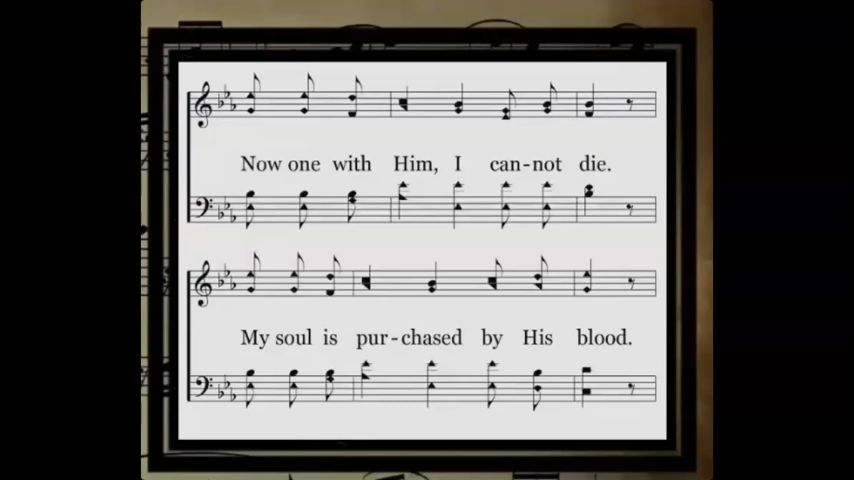 Now one with Him, I can-not die.
My soul is pur-chased by His blood.